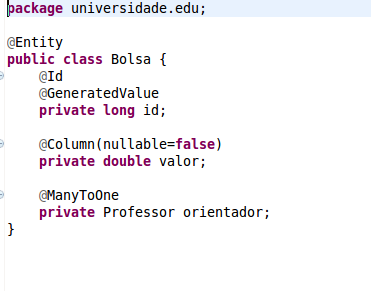 package universidade.edu;
@Entity
public class Bolsa {
@Id
@GeneratedValue
private long id;
@Column(nullable=false)
private double valor;
@ManyToOne
private Professor orientador;
}